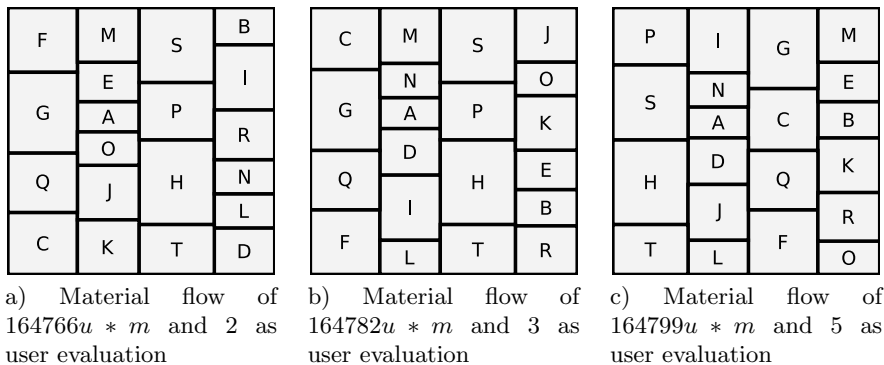 F
G
Q
C
M
E
A
O
J
K
S
P
H
T
B
I
R
N
L
D
C
G
Q
F
M
N
A
D
I
L
S
P
H
T
J
O
K
E
B
R
P
S
H
T
I
N
A
D
J
L
G
C
Q
F
M
E
B
K
R
O
a) Material flow of
164766u ∗ m and 2 as
user evaluation
b) Material flow of
164782u ∗ m and 3 as
user evaluation
c) Material flow of
164799u ∗ m and 5 as
user evaluation